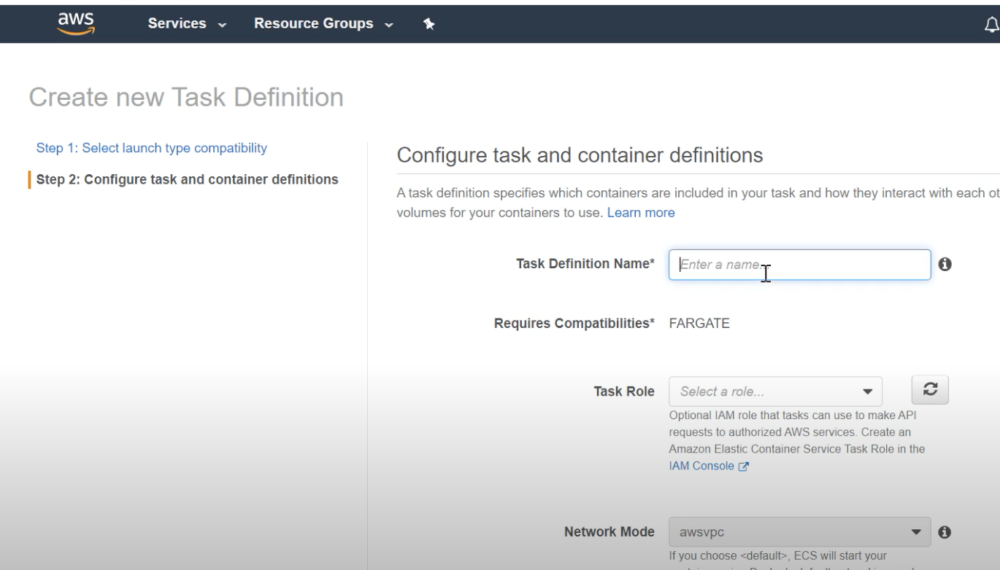 aws
Services
Resource Groups
Create new Task Definition
Step 1: Select launch type compatibility
Step 2: Configure task and container definitions
Configure task and container definitions
A task definition specifies which containers are included in your task and how they interact with each ot
volumes for your containers to use. Learn more
Task Definition Name*
Enter a name...
Requires Compatibilities*
FARGATE
Task Role
Select a role...
Optional IAM role that tasks can use to make API
requests to authorized AWS services. Create an
Amazon Elastic Container Service Task Role in the
IAM Console
Network Mode
awsvpc
If you choose <default>, ECS will start your